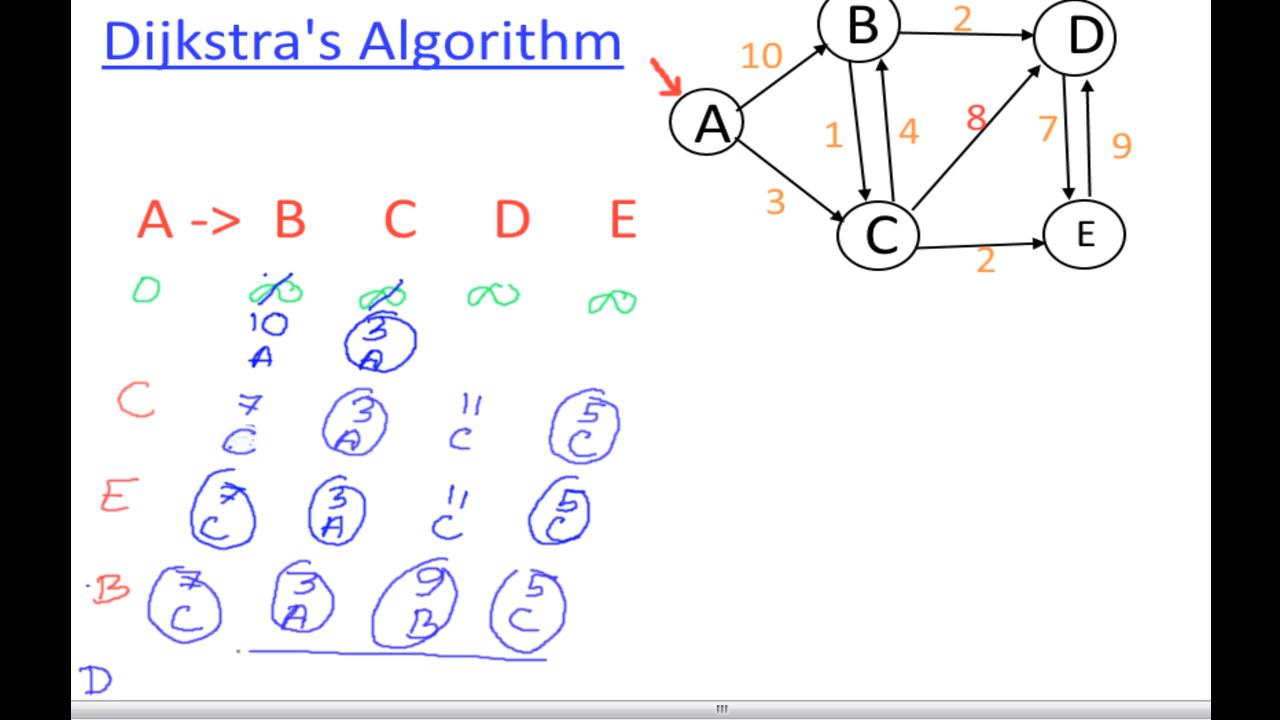 Dijkstra's Algorithm
B 2 D
10
A 1 4 8 7 9
3
C 2 E
A -> B C D E
0 ∞ ∞ ∞ ∞
10 3
A A
C 7 3 11 5
C A C C
E 7 3 11 5
C A C C
B 7 3 9 5
C A B C
D